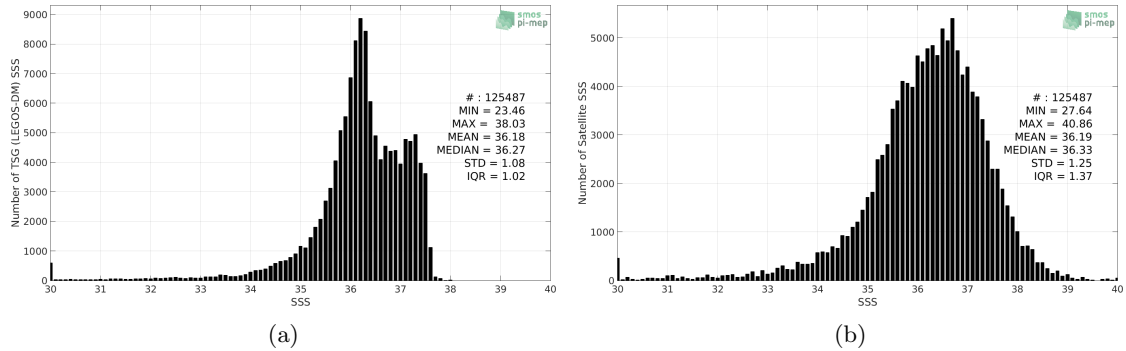 smos
pi-mep
Number of TSG (LEGOS-DM) SSS
9000
8000
7000
6000
5000
4000
3000
2000
1000
0
# : 125487
MIN = 23.46
MAX = 38.03
MEAN = 36.18
MEDIAN = 36.27
STD = 1.08
IQR = 1.02
30 31 32 33 34 35 36 37 38 39 40
SSS
(a)
smos
pi-mep
Number of Satellite SSS
5000
4000
3000
2000
1000
0
# : 125487
MIN = 27.64
MAX = 40.86
MEAN = 36.19
MEDIAN = 36.33
STD = 1.25
IQR = 1.37
30 31 32 33 34 35 36 37 38 39 40
SSS
(b)